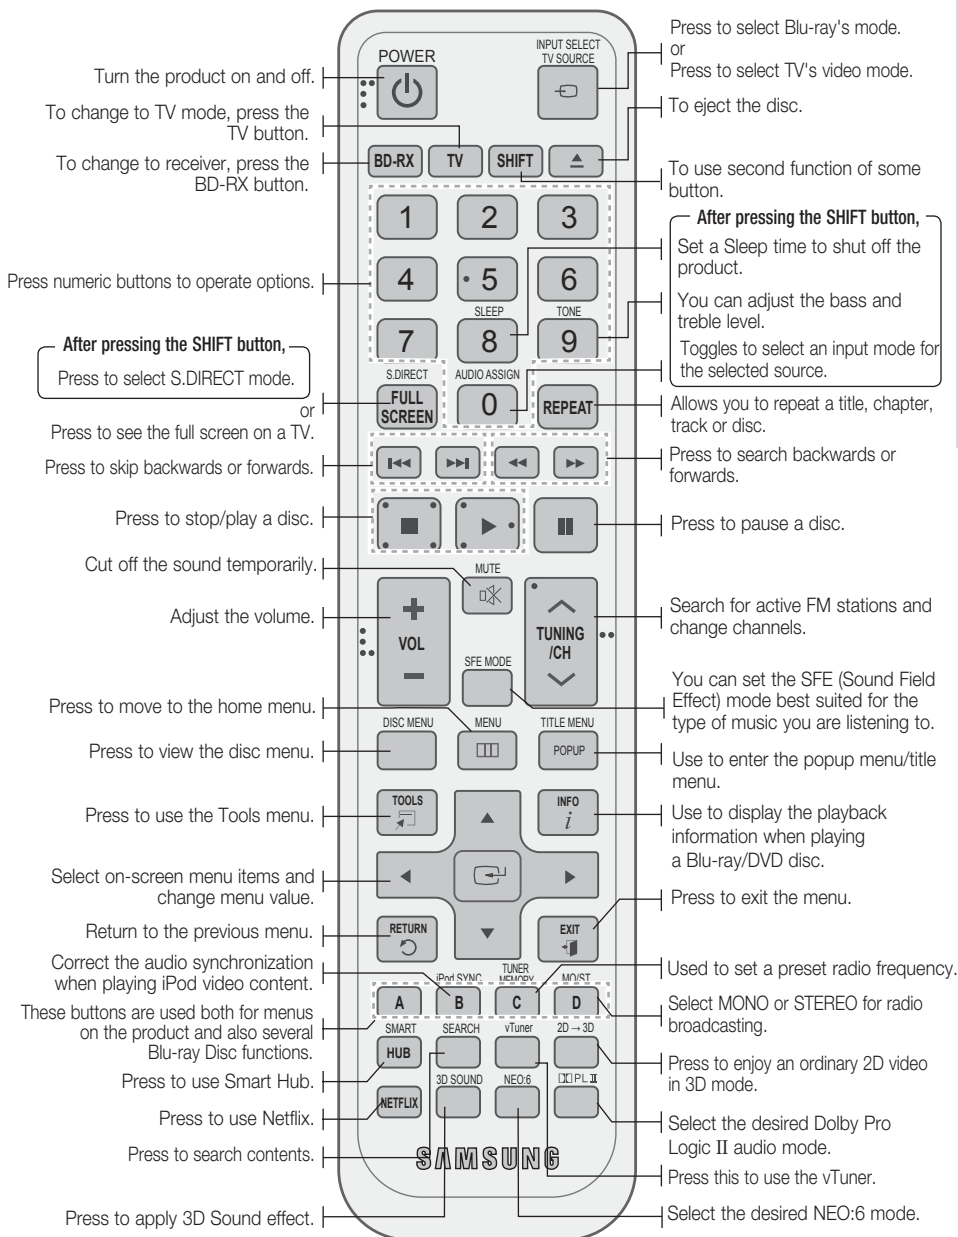 Turn the product on and off.
To change to TV mode, press the
TV button.
To change to receiver, press the
BD-RX button.
Press numeric buttons to operate options.
After pressing the SHIFT button,
Press to select S.DIRECT mode.
or
Press to see the full screen on a TV.
Press to skip backwards or forwards.
Press to stop/play a disc.
Cut off the sound temporarily.
Adjust the volume.
Press to move to the home menu.
Press to view the disc menu.
Press to use the Tools menu.
Select on-screen menu items and
change menu value.
Return to the previous menu.
Correct the audio synchronization
when playing iPod video content.
These buttons are used both for menus
on the product and also several
Blu-ray Disc functions.
Press to use Smart Hub.
Press to use Netflix.
Press to search contents.
Press to apply 3D Sound effect.
POWER
INPUT SELECT
TV SOURCE
BD-RX TV SHIFT
1 2 3
4 5 6
SLEEP TONE
7 8 9
S.DIRECT AUDIO ASSIGN
FULL
SCREEN
0 REPEAT
MUTE
VOL
TUNING
/CH
SFE MODE
DISC MENU MENU TITLE MENU
POPUP
TOOLS INFO
i
RETURN EXIT
iPod SYNC TUNER
MEMORY MO/ST
A B C D
SMART SEARCH vTuner 2D → 3D
HUB
3D SOUND NEO:6 PL II
NETFLIX
SAMSUNG
Press to select Blu-ray's mode.
or
Press to select TV's video mode.
To eject the disc.
To use second function of some
button.
After pressing the SHIFT button,
Set a Sleep time to shut off the
product.
You can adjust the bass and
treble level.
Toggles to select an input mode for
the selected source.
Allows you to repeat a title, chapter,
track or disc.
Press to search backwards or
forwards.
Press to pause a disc.
Search for active FM stations and
change channels.
You can set the SFE (Sound Field
Effect) mode best suited for the
type of music you are listening to.
Use to enter the popup menu/title
menu.
Use to display the playback
information when playing
a Blu-ray/DVD disc.
Press to exit the menu.
Used to set a preset radio frequency.
Select MONO or STEREO for radio
broadcasting.
Press to enjoy an ordinary 2D video
in 3D mode.
Select the desired Dolby Pro
Logic II audio mode.
Press this to use the vTuner.
Select the desired NEO:6 mode.